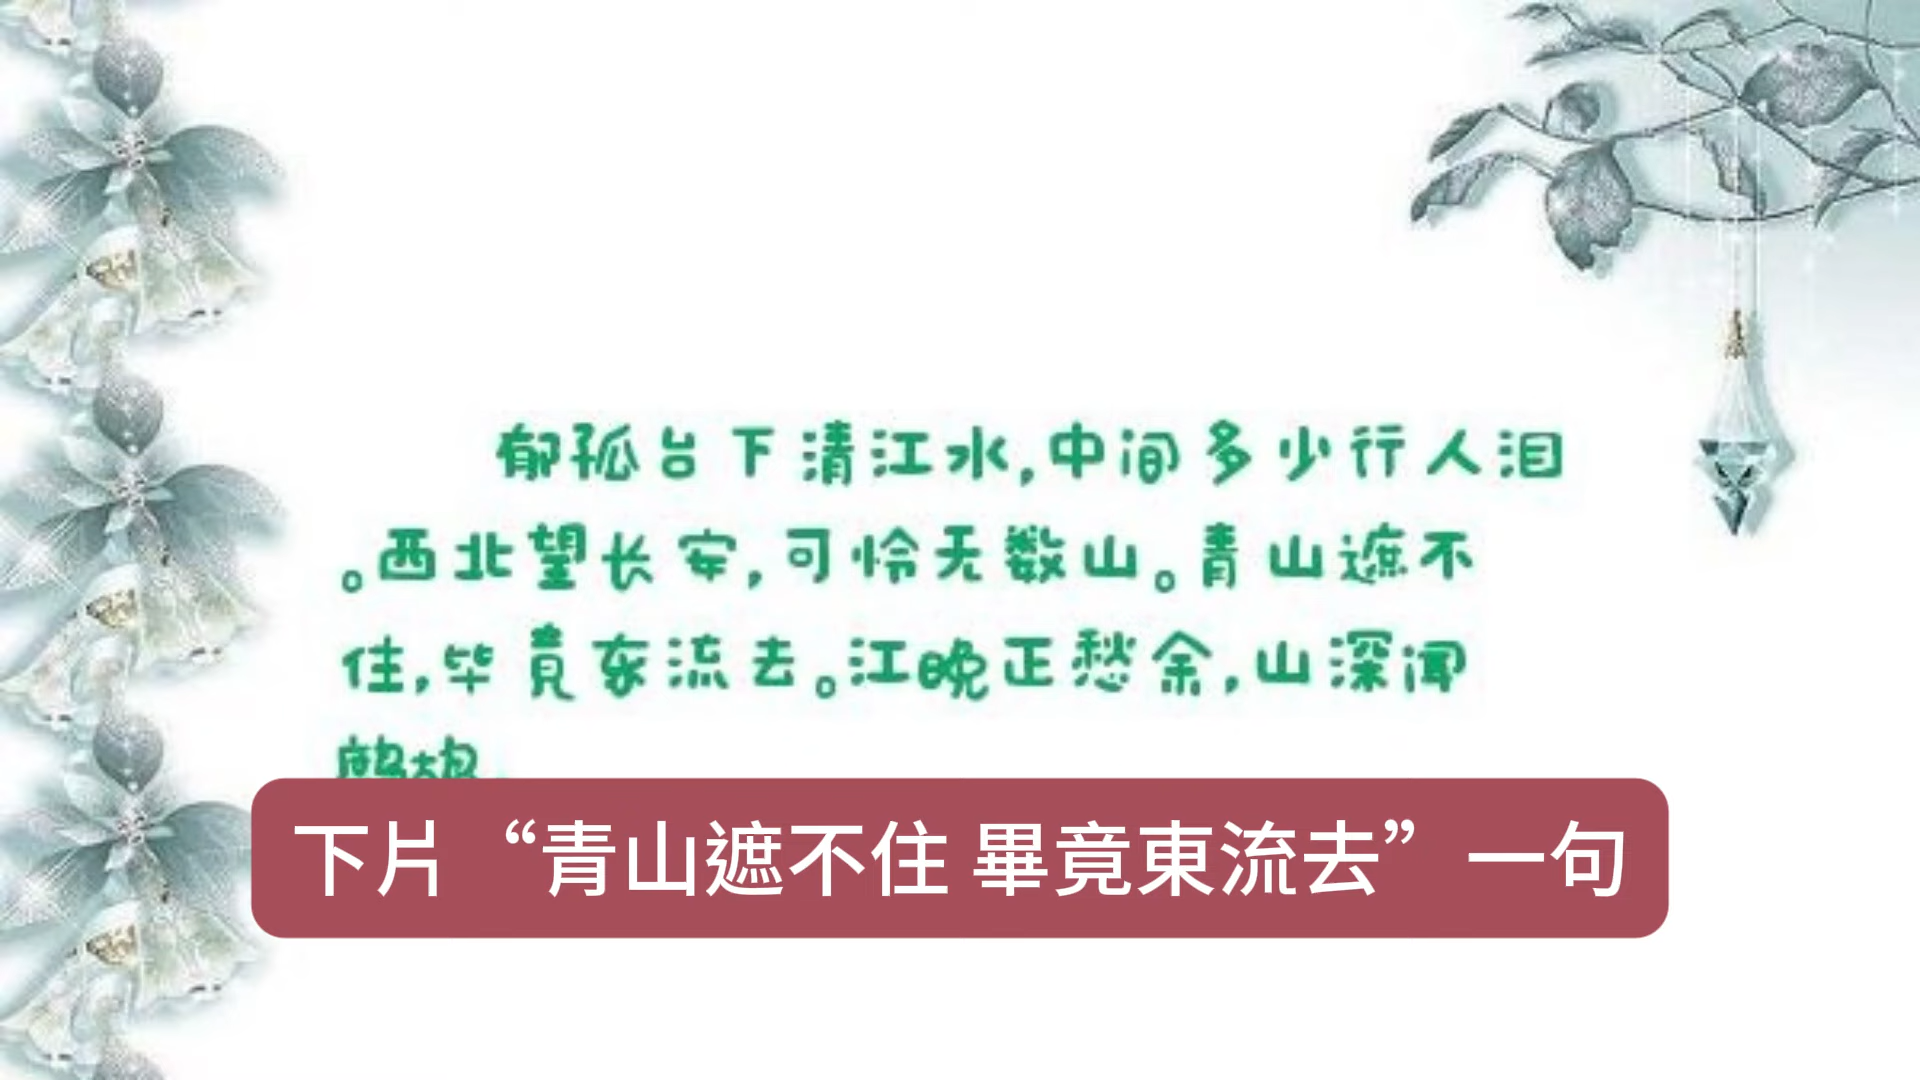 郁孤台下清江水,中间多少行人泪
。西北望长安,可怜无数山。青山遮不
住,毕竟东流去。江晚正愁余,山深闻
鹧鸪
下片“青山遮不住 畢竟東流去”一句